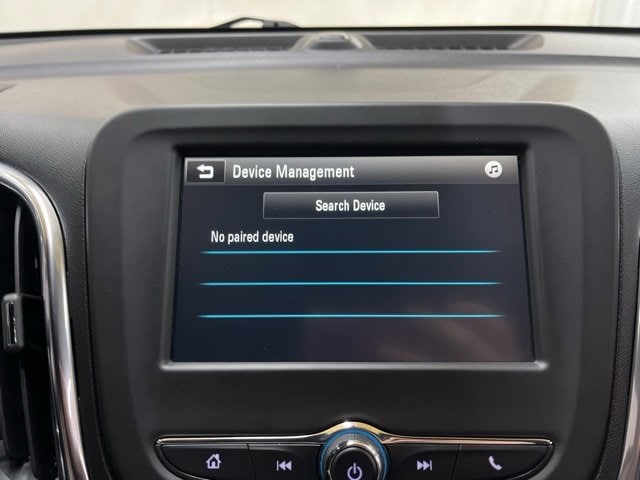 Device Management
Search Device
No paired device